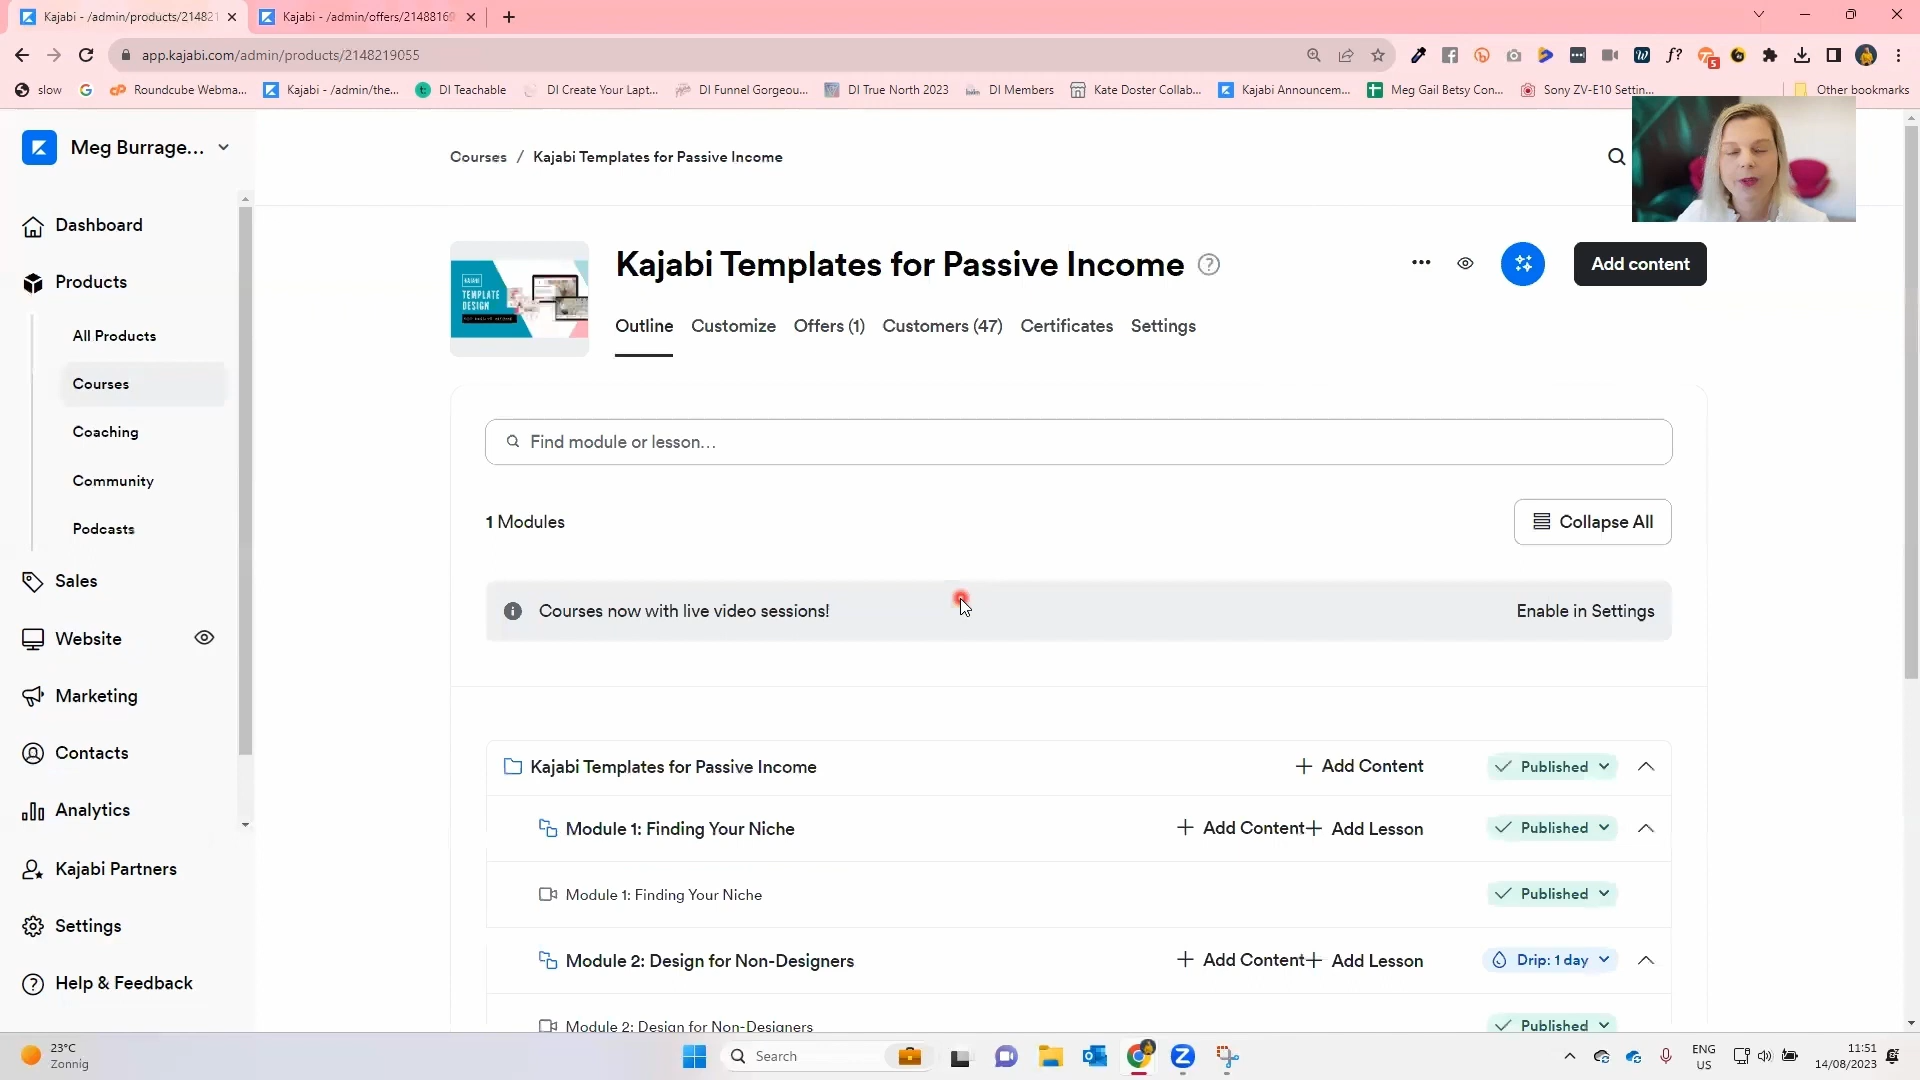 Kajabi - /admin/products/214821
Kajabi - /admin/offers/21488169
app.kajabi.com/admin/products/2148219055
5
slow
Roundcube Webma...
Kajabi - /admin/the...
DI Teachable
DI Create Your Lapt...
DI Funnel Gorgeou...
DI True North 2023
DI Members
Kate Doster Collab...
Kajabi Announcem...
Meg Gail Betsy Con...
Sony ZV-E10 Settin...
Other bookmarks
Meg Burrage...
Dashboard
Products
All Products
Courses
Coaching
Community
Podcasts
Sales
Website
Marketing
Contacts
Analytics
Kajabi Partners
Settings
Help & Feedback
Courses / Kajabi Templates for Passive Income
TEMPLATE
DESIGN
Kajabi Templates for Passive Income
Add content
Outline
Customize
Offers (1)
Customers (47)
Certificates
Settings
Find module or lesson...
1 Modules
Collapse All
Courses now with live video sessions!
Enable in Settings
Kajabi Templates for Passive Income
+ Add Content
Published
Module 1: Finding Your Niche
+ Add Content
+ Add Lesson
Published
Module 1: Finding Your Niche
Published
Module 2: Design for Non-Designers
+ Add Content
+ Add Lesson
Drip: 1 day
Module 2: Design for Non-Designers
Published
23°C
Zonnig
Search
ENG
US
11:51
14/08/2023